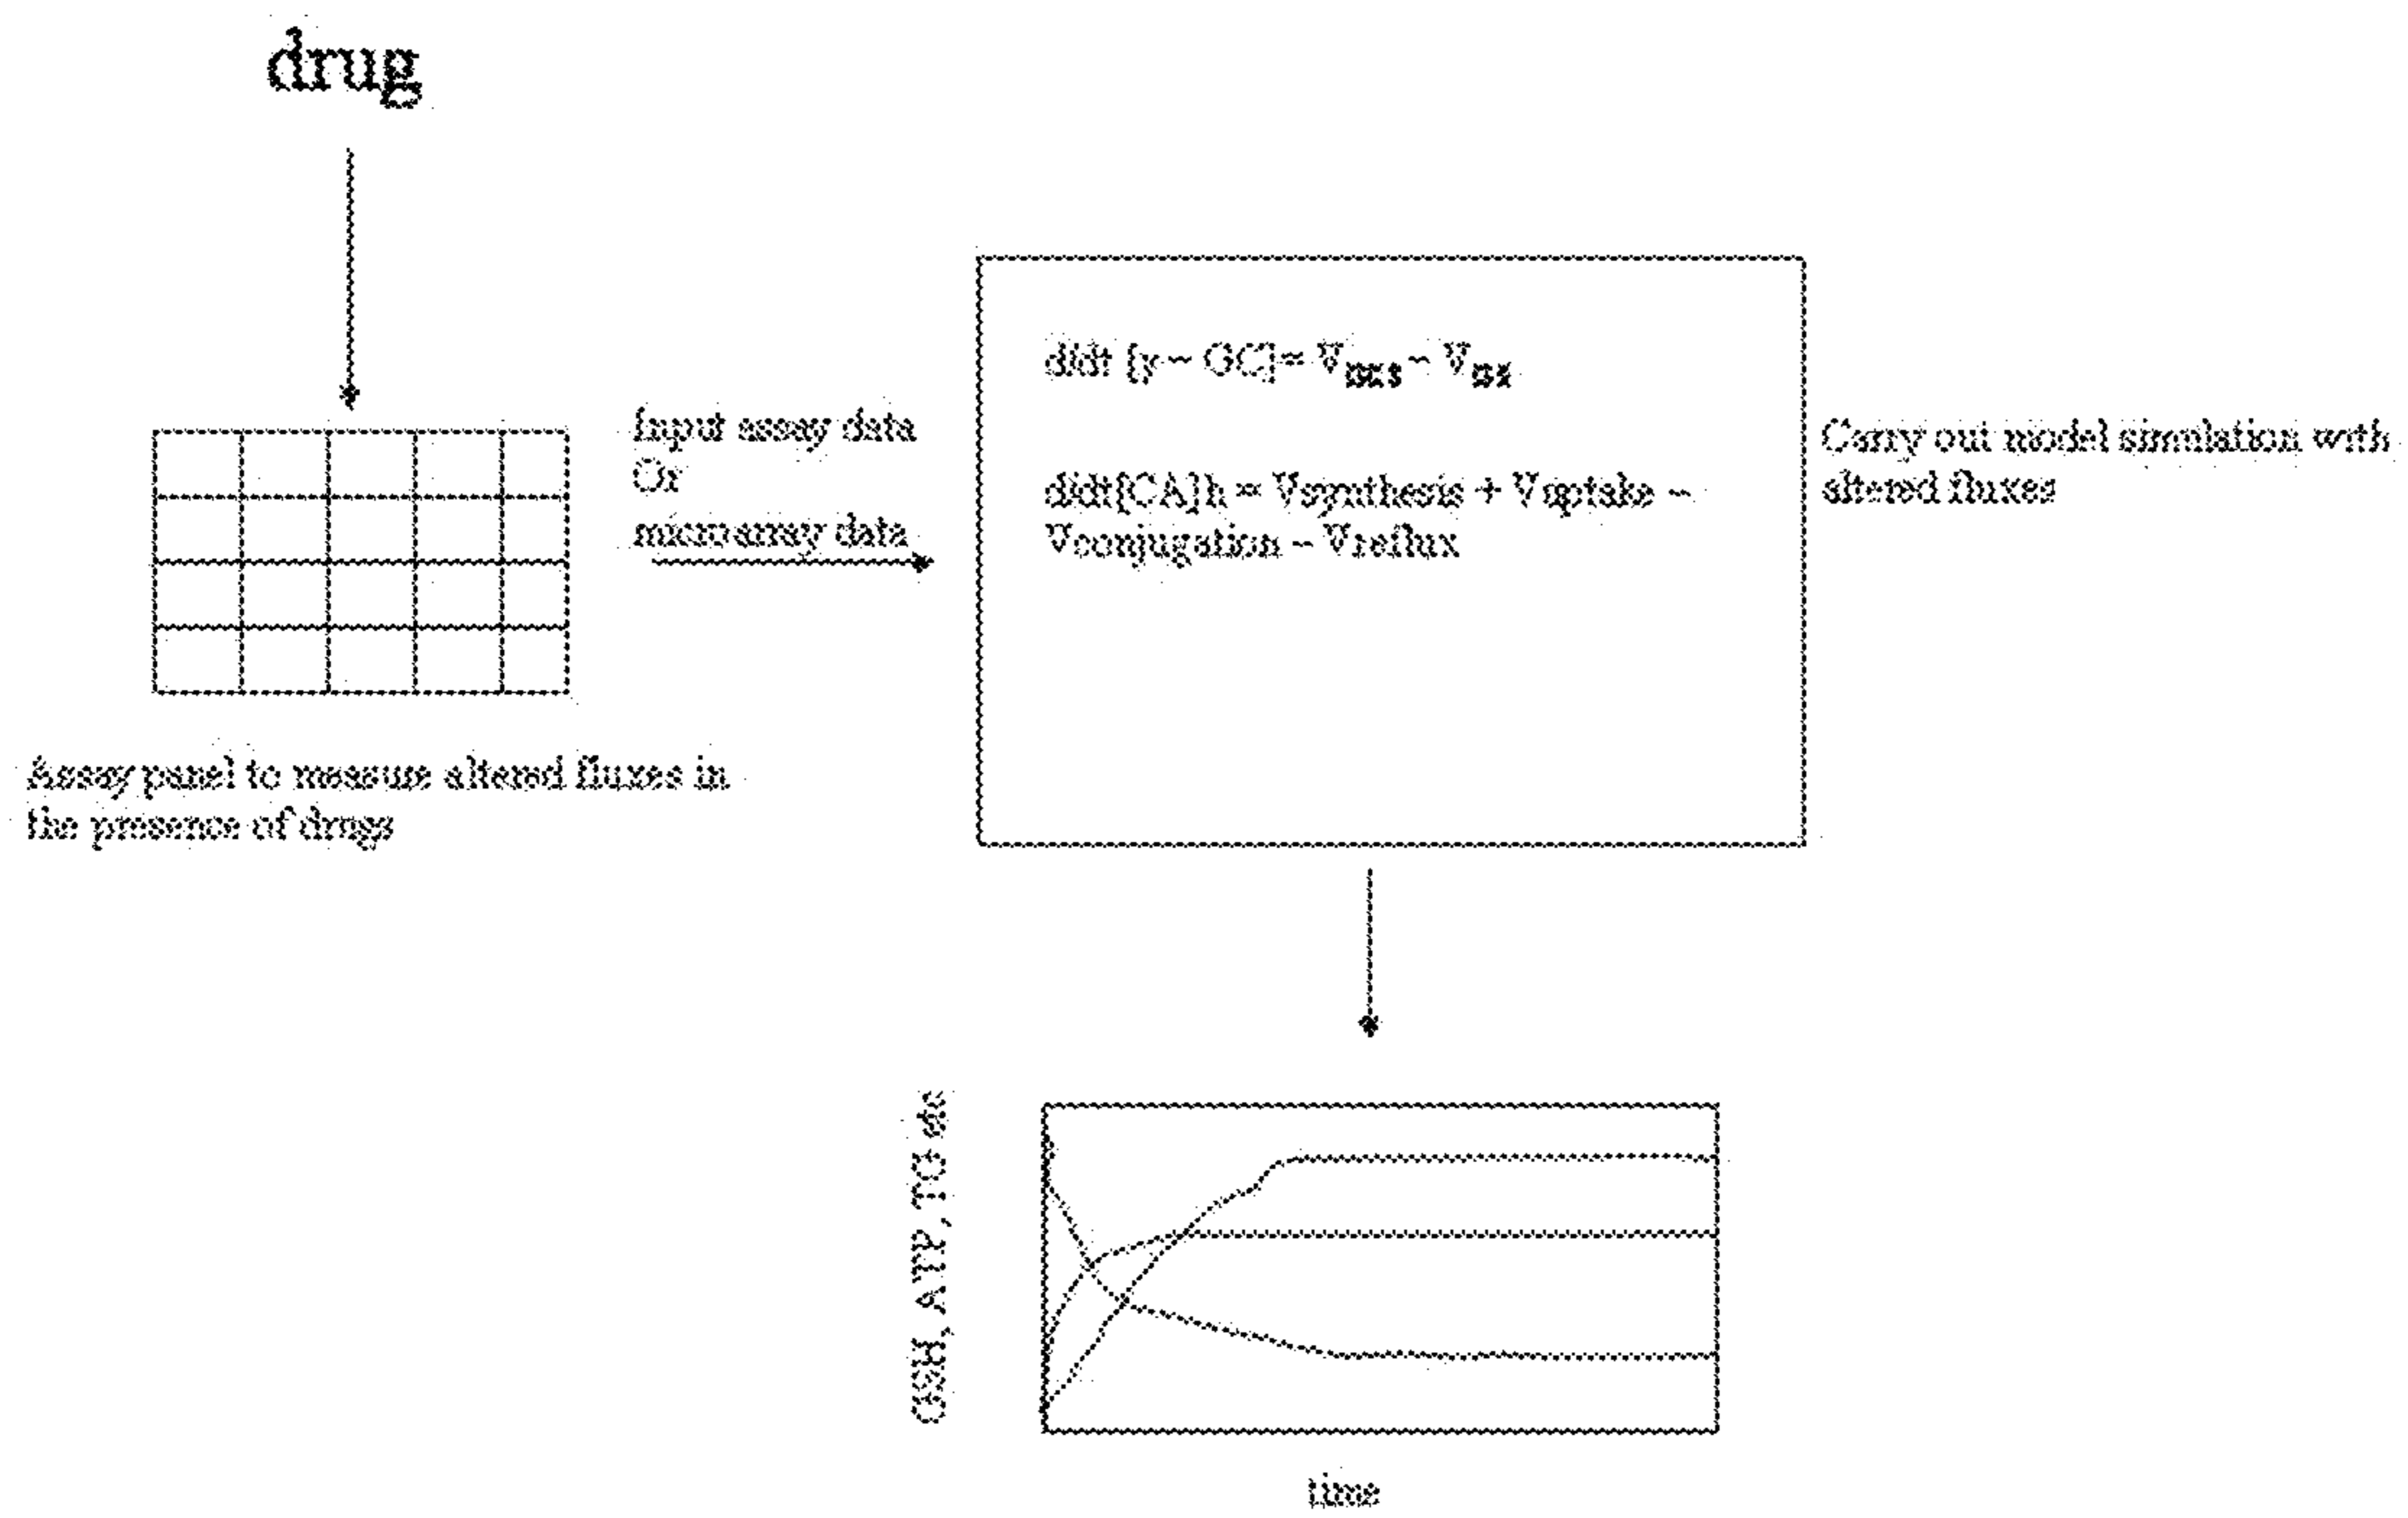 drug
Input assay data
Or
microarray data
Assay panel to measure altered fluxes in
the presence of drugs
d/dt [γ – GC] = V – V
d/dt[CA]h = Vsynthesis + Vuptake –
Vconjugation – Vreflux
Carry out model simulation with
altered fluxes
GSH, ATP, TG etc
time